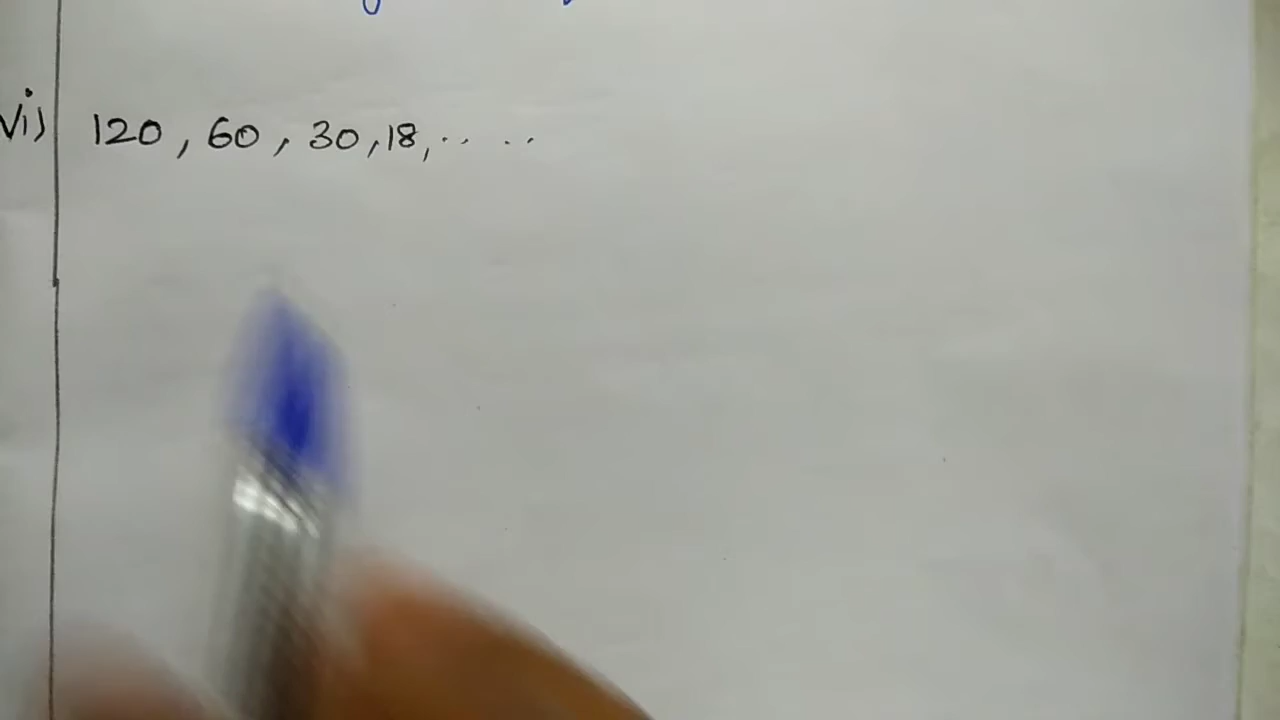 vi) 120, 60, 30, 18, .. ..